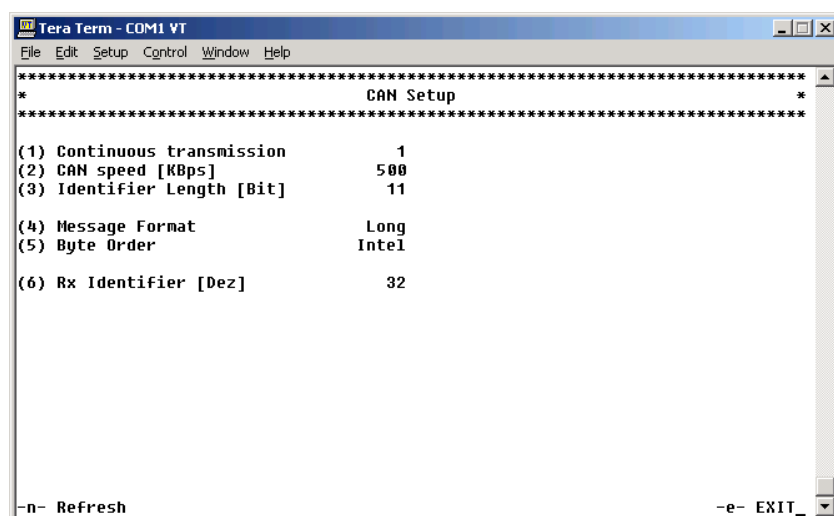 Tera Term - COM1 VT
File Edit Setup Control Window Help
*******************************************************************************
* CAN Setup *
*******************************************************************************
(1) Continuous transmission 1
(2) CAN speed [KBps] 500
(3) Identifier Length [Bit] 11
(4) Message Format Long
(5) Byte Order Intel
(6) Rx Identifier [Dez] 32
-n- Refresh -e- EXIT_